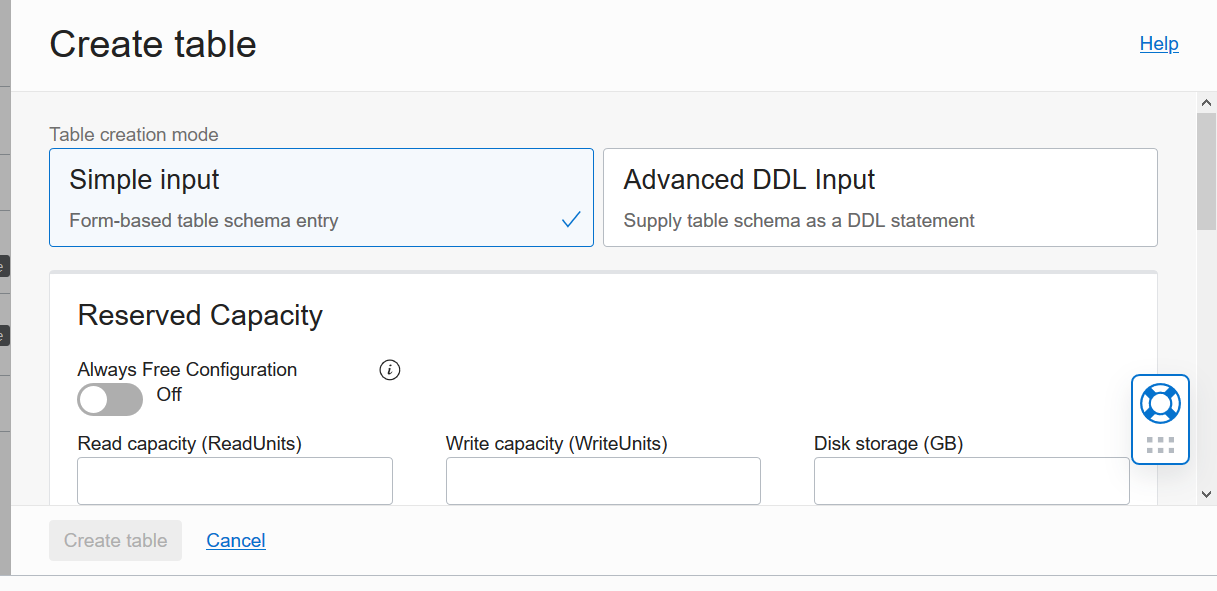 Create table
Help
Table creation mode
Simple input
Form-based table schema entry
Advanced DDL Input
Supply table schema as a DDL statement
Reserved Capacity
Always Free Configuration
Off
Read capacity (ReadUnits)
Write capacity (WriteUnits)
Disk storage (GB)
Create table
Cancel